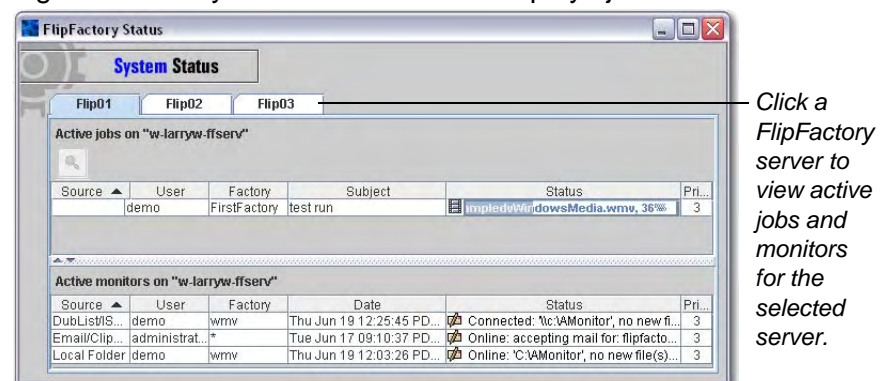 FlipFactory Status
System Status
Flip01 Flip02 Flip03
Active jobs on "w-larryw-ffserv"
Source User Factory Subject Status Pri...
demo FirstFactory test run dowsMedia.wmv, 36% 3
Active monitors on "w-larryw-ffserv"
Source User Factory Date Status Pri...
DubList/IS... demo wmv Thu Jun 19 12:25:45 PD... Connected: '\\c:\AMonitor', no new fi... 3
Email/Clip... administrat... * Tue Jun 17 09:10:37 PD... Online: accepting mail for: flipfacto... 3
Local Folder demo wmv Thu Jun 19 12:03:26 PD... Online: 'C:\AMonitor', no new file(s)... 3
Click a
FlipFactory
server to
view active
jobs and
monitors
for the
selected
server.